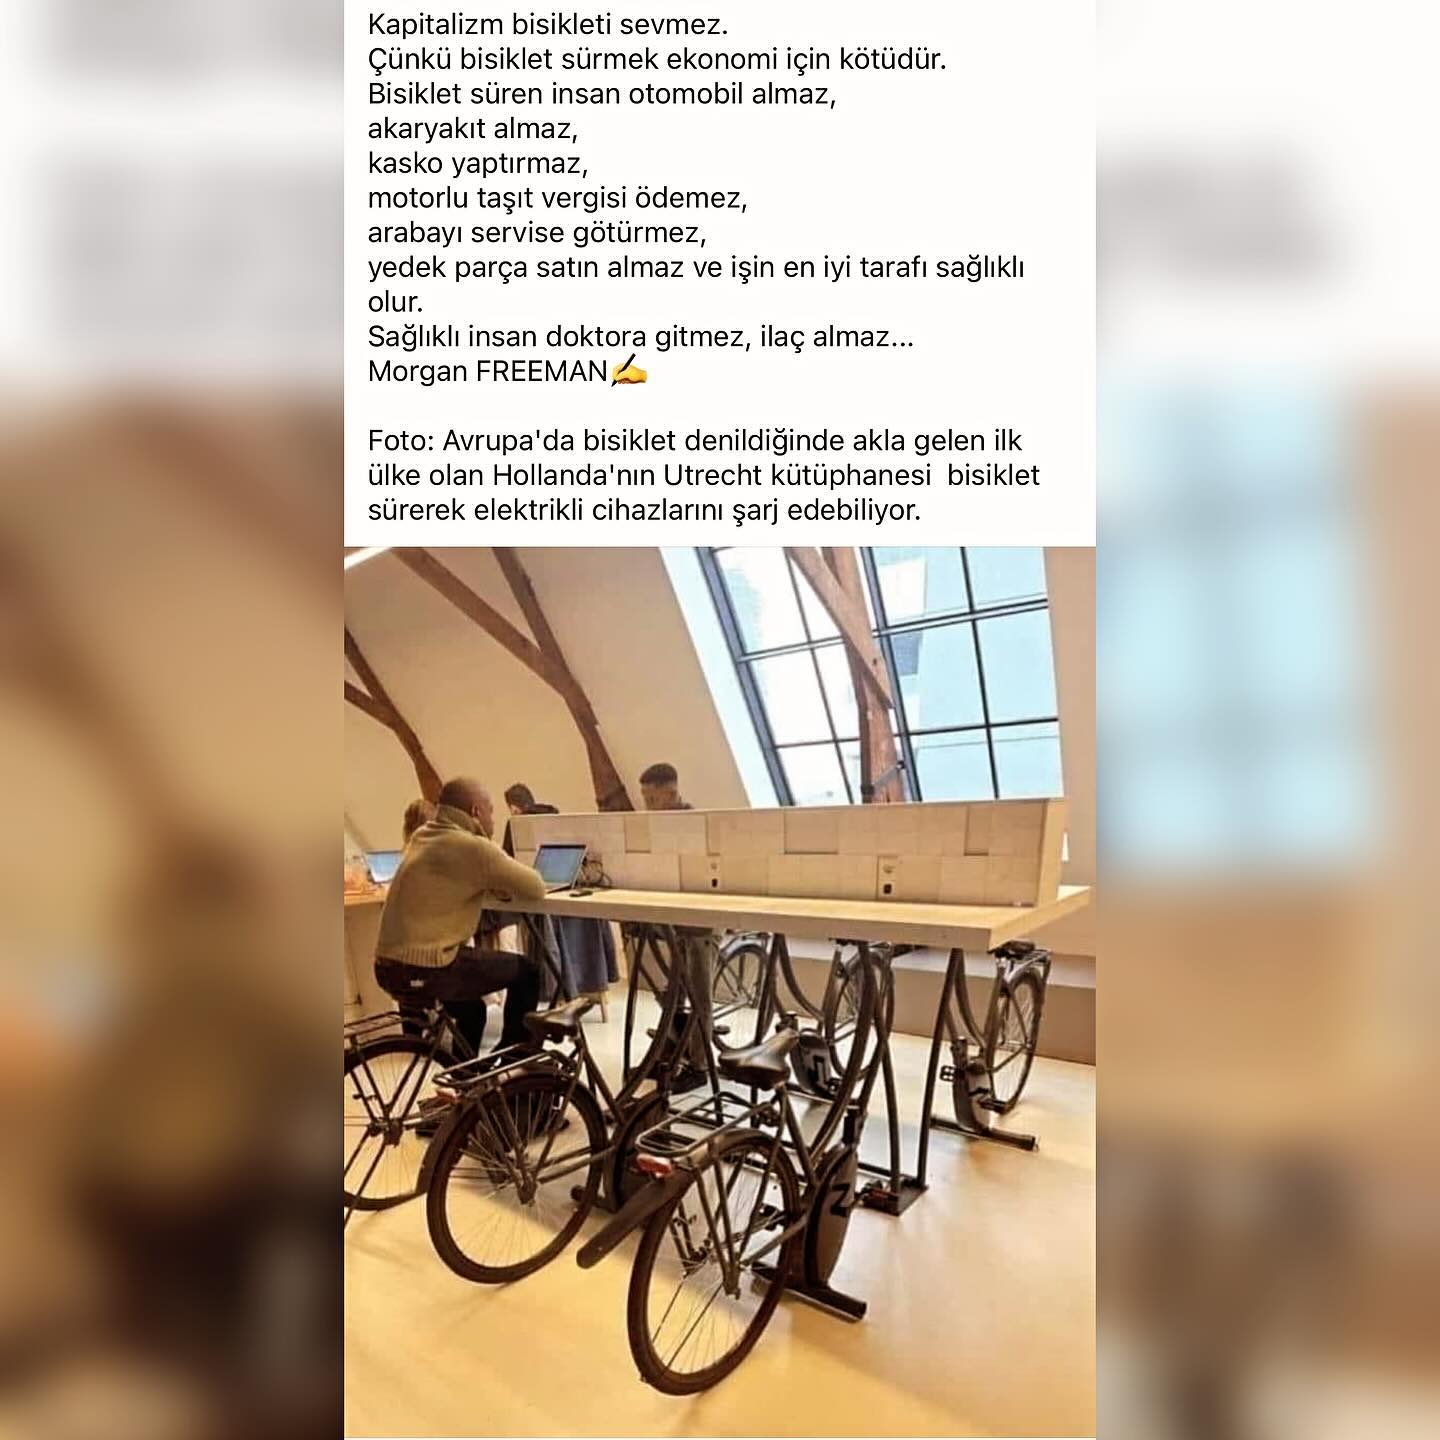 Kapitalizm bisikleti sevmez.
Çünkü bisiklet sürmek ekonomi için kötüdür.
Bisiklet süren insan otomobil almaz,
akaryakıt almaz,
kasko yaptırmaz,
motorlu taşıt vergisi ödemez,
arabayı servise götürmez,
yedek parça satın almaz ve işin en iyi tarafı sağlıklı
olur.
Sağlıklı insan doktora gitmez, ilaç almaz...
Morgan FREEMAN✍️
Foto: Avrupa'da bisiklet denildiğinde akla gelen ilk
ülke olan Hollanda'nın Utrecht kütüphanesi  bisiklet
sürerek elektrikli cihazlarını şarj edebiliyor.